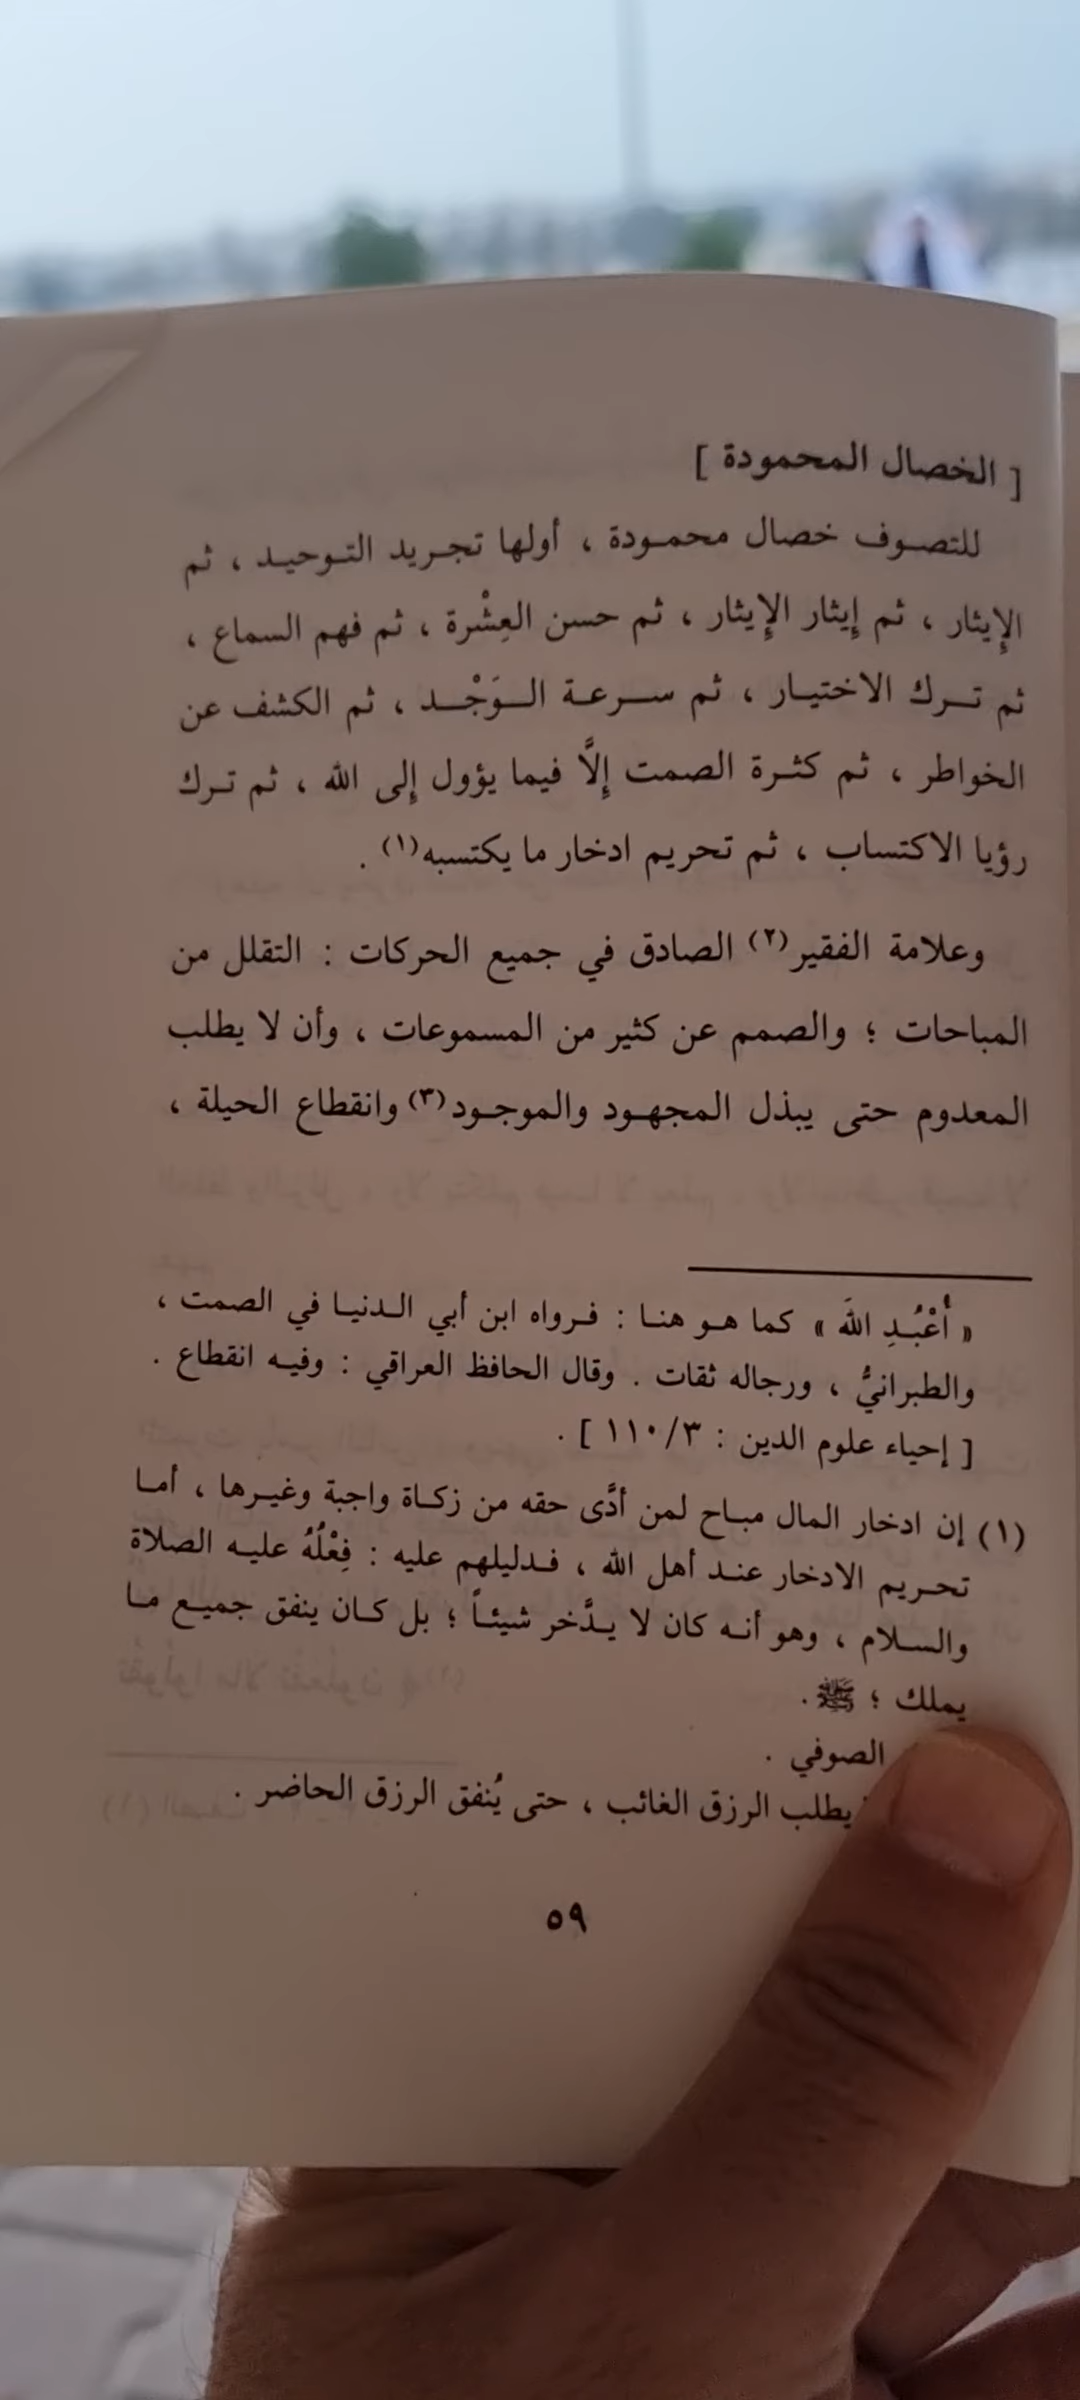 [ الخصال المحمودة ]
للتصوف خصال محمودة ، أولها تجريد التوحيد ، ثم
الإِيثار ، ثم إِيثار الإِيثار ، ثم حسن العِشْرة ، ثم فهم السماع ،
ثم ترك الاختيار ، ثم سرعة الوَجْد ، ثم الكشف عن
الخواطر ، ثم كثرة الصمت إِلَّا فيما يؤول إِلى الله ، ثم ترك
رؤيا الاكتساب ، ثم تحريم ادخار ما يكتسبه(١) .
وعلامة الفقير(٢) الصادق في جميع الحركات : التقلل من
المباحات ؛ والصمم عن كثير من المسموعات ، وأن لا يطلب
المعدوم حتى يبذل المجهود والموجود(٣) وانقطاع الحيلة ،
« أُعْبُدِ اللهَ » كما هو هنا : فرواه ابن أبي الدنيا في الصمت ،
والطبرانيُّ ، ورجاله ثقات . وقال الحافظ العراقي : وفيه انقطاع .
[ إحياء علوم الدين : ٣/ ١١٠ ] .
(١) إن ادخار المال مباح لمن أدَّى حقه من زكاة واجبة وغيرها ، أما
تحريم الادخار عند أهل الله ، فدليلهم عليه : فِعْلُهُ عليه الصلاة
والسلام ، وهو أنه كان لا يدَّخر شيئاً ؛ بل كان ينفق جميع ما
يملك ؛ ﷺ .
الصوفي .
يطلب الرزق الغائب ، حتى يُنفق الرزق الحاضر .
٥٩